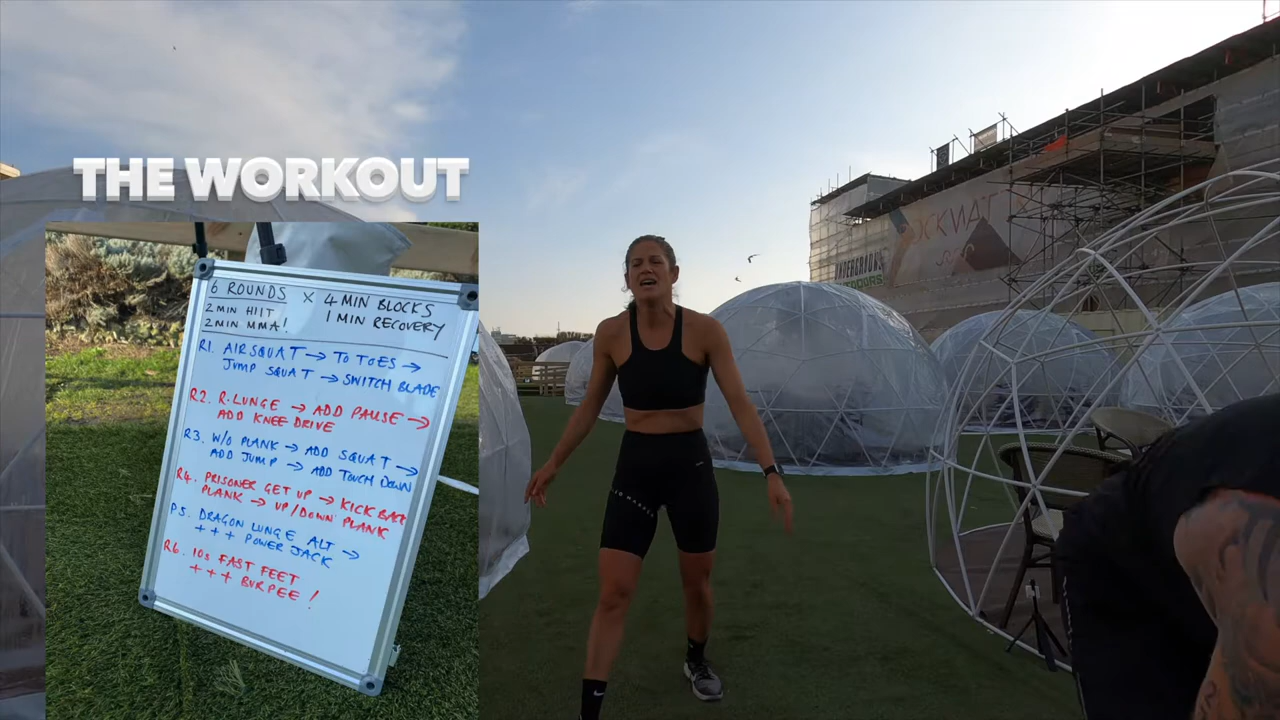 THE WORKOUT
6 ROUNDS X 4 MIN BLOCKS
2 MIN HIIT 1 MIN RECOVERY
2 MIN MMA!
R1. AIR SQUAT → TO TOES →
JUMP SQUAT → SWITCH BLADE
R2. R-LUNGE → ADD PAUSE →
ADD KNEE DRIVE
R3. W/O PLANK → ADD SQUAT →
ADD JUMP → ADD TOUCH DOWN
R4. PRISONER GET UP → KICK BACK
PLANK → UP/DOWN PLANK
R5. DRAGON LUNGE ALT →
+++ POWER JACK
R6. 10s FAST FEET
+++ BURPEE!
UNDERGROUND